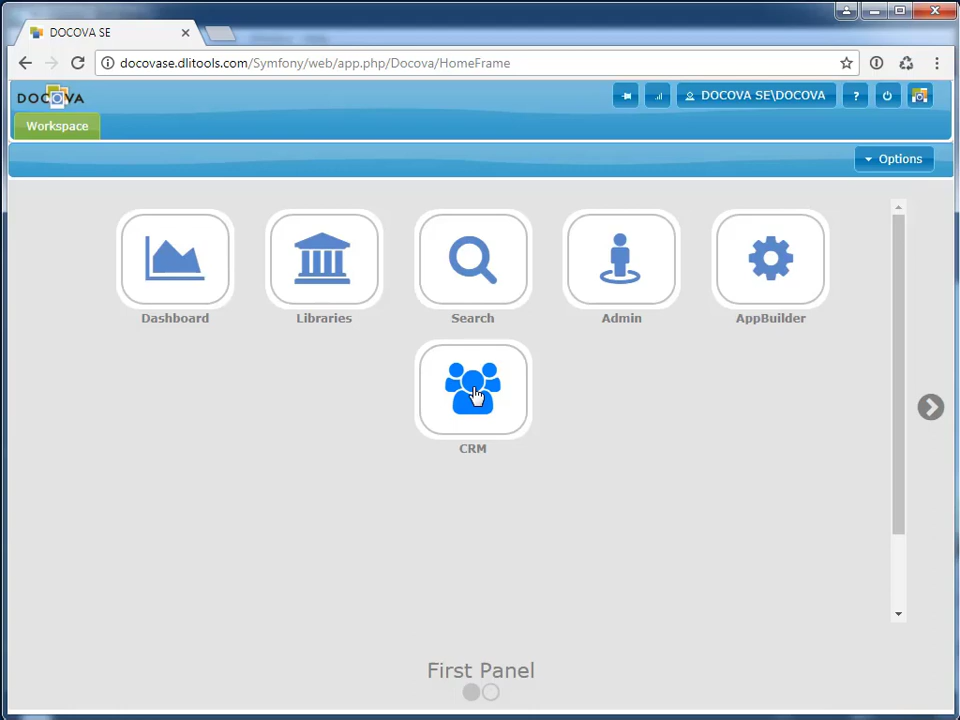 DOCOVA SE
docovase.dlitools.com/Symfony/web/app.php/Docova/HomeFrame
DOCOVA
DOCOVA SE\DOCOVA
?
Workspace
Options
Dashboard
Libraries
Search
Admin
AppBuilder
CRM
First Panel